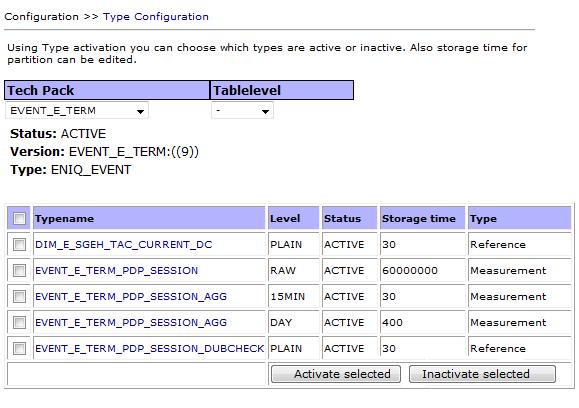 Configuration >> Type Configuration
Using Type activation you can choose which types are active or inactive. Also storage time for
partition can be edited.
Tech Pack Tablelevel
EVENT_E_TERM -
Status: ACTIVE
Version: EVENT_E_TERM:((9))
Type: ENIQ_EVENT
Typename Level Status Storage time Type
DIM_E_SGEH_TAC_CURRENT_DC PLAIN ACTIVE 30 Reference
EVENT_E_TERM_PDP_SESSION RAW ACTIVE 60000000 Measurement
EVENT_E_TERM_PDP_SESSION_AGG 15MIN ACTIVE 30 Measurement
EVENT_E_TERM_PDP_SESSION_AGG DAY ACTIVE 400 Measurement
EVENT_E_TERM_PDP_SESSION_DUBCHECK PLAIN ACTIVE 30 Reference
Activate selected Inactivate selected